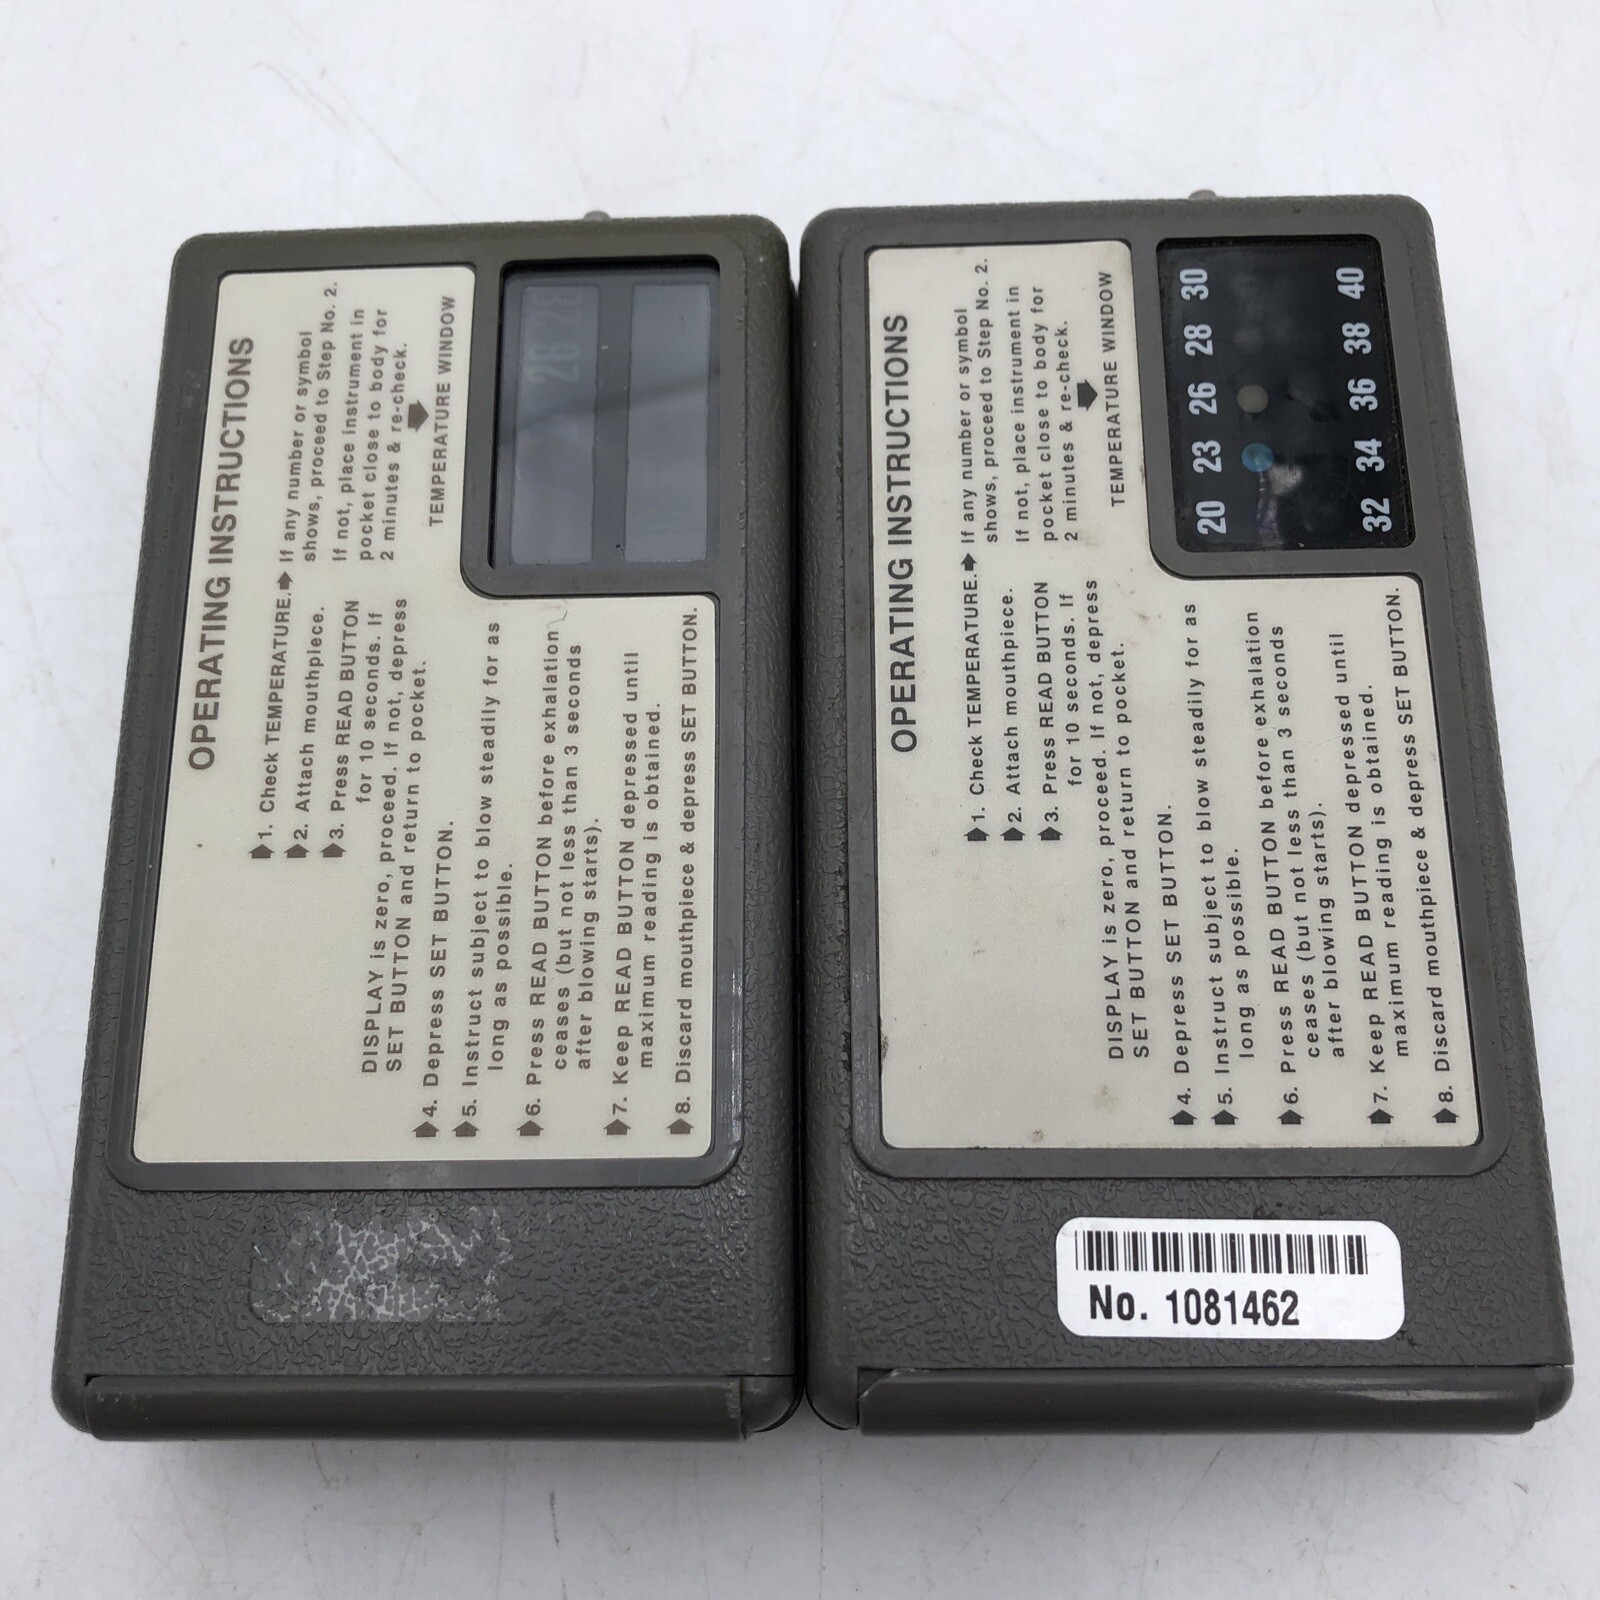 OPERATING INSTRUCTIONS
1. Check TEMPERATURE.
If any number or symbol
shows, proceed to Step No. 2.
If not, place instrument in
pocket close to body for
2 minutes & re-check.
TEMPERATURE WINDOW
26 28
2. Attach mouthpiece.
3. Press READ BUTTON
for 10 seconds. If
DISPLAY is zero, proceed. If not, depress
SET BUTTON and return to pocket.
4. Depress SET BUTTON.
5. Instruct subject to blow steadily for as
long as possible.
6. Press READ BUTTON before exhalation
ceases (but not less than 3 seconds
after blowing starts).
7. Keep READ BUTTON depressed until
maximum reading is obtained.
8. Discard mouthpiece & depress SET BUTTON.
OPERATING INSTRUCTIONS
1. Check TEMPERATURE.
If any number or symbol
shows, proceed to Step No. 2.
If not, place instrument in
pocket close to body for
2 minutes & re-check.
TEMPERATURE WINDOW
20 23 26 28 30
32 34 36 38 40
2. Attach mouthpiece.
3. Press READ BUTTON
for 10 seconds. If
DISPLAY is zero, proceed. If not, depress
SET BUTTON and return to pocket.
4. Depress SET BUTTON.
5. Instruct subject to blow steadily for as
long as possible.
6. Press READ BUTTON before exhalation
ceases (but not less than 3 seconds
after blowing starts).
7. Keep READ BUTTON depressed until
maximum reading is obtained.
8. Discard mouthpiece & depress SET BUTTON.
No. 1081462